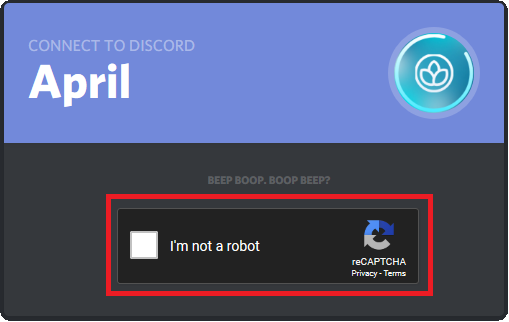 CONNECT TO DISCORD
April
BEEP BOOP. BOOP BEEP?
I'm not a robot
reCAPTCHA
Privacy - Terms